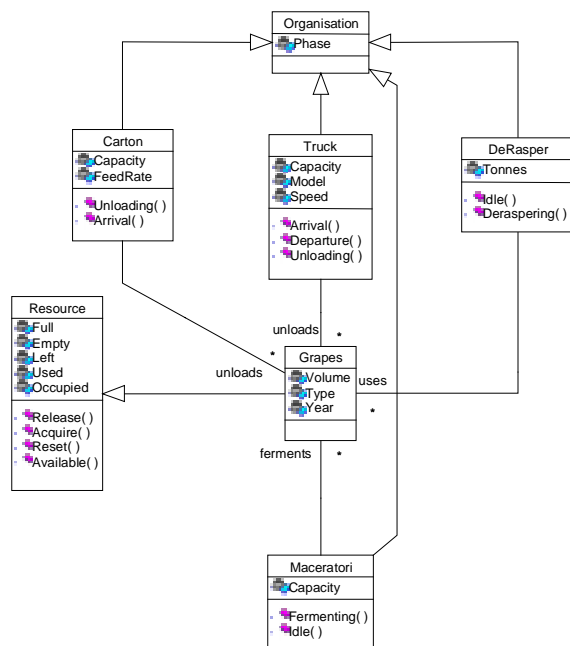 Organisation
Phase
Carton
Capacity
FeedRate
Unloading( )
Arrival( )
Truck
Capacity
Model
Speed
Arrival( )
Departure( )
Unloading( )
DeRasper
Tonnes
Idle( )
Deraspering( )
Resource
Full
Empty
Left
Used
Occupied
Release( )
Acquire( )
Reset( )
Available( )
unloads
*
*
unloads
Grapes
Volume
Type
Year
uses
*
ferments
*
Maceratori
Capacity
Fermenting( )
Idle( )